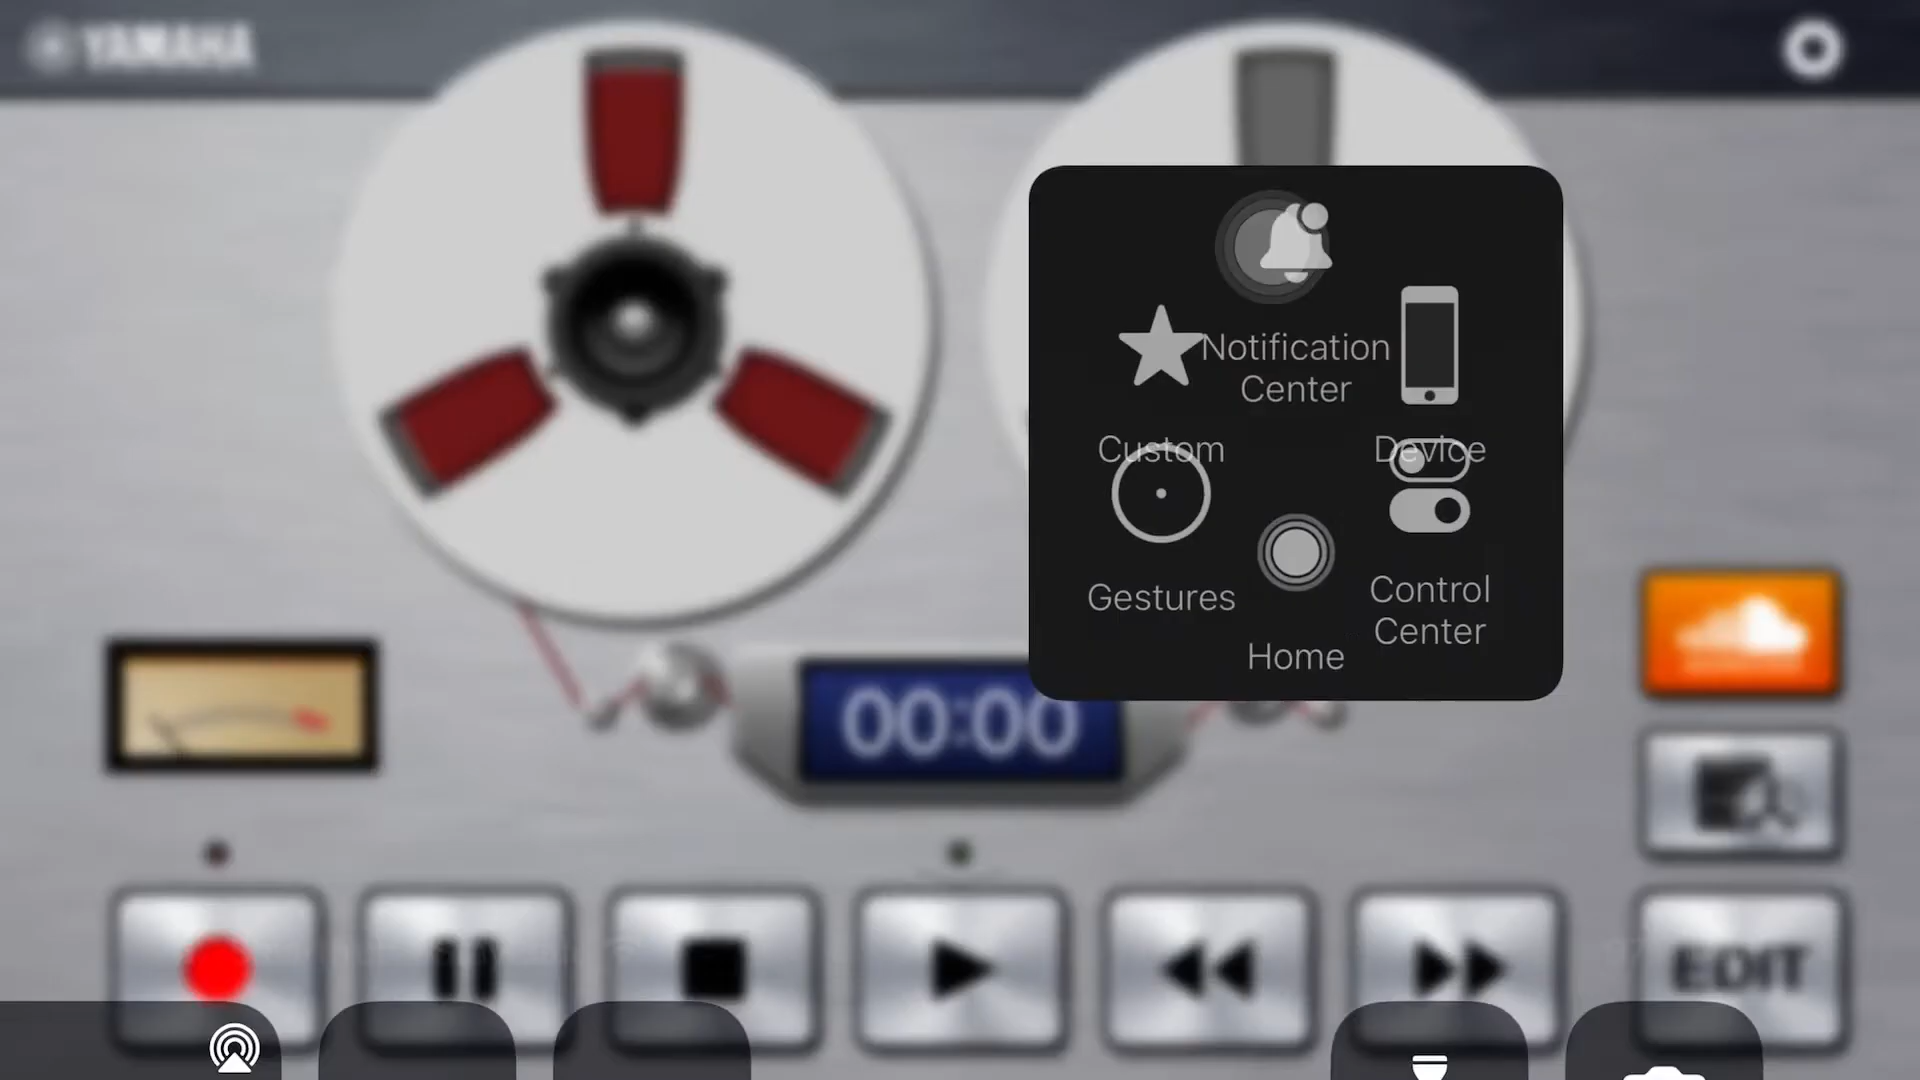 YAMAHA
Notification
Center
Custom
Device
Gestures
Control
Center
Home
00:00
EDIT